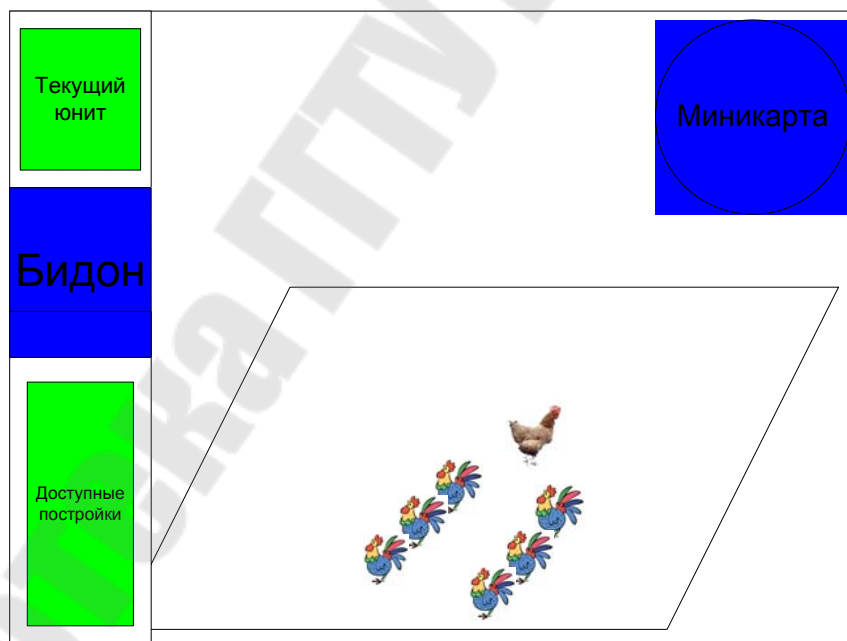 Текущий
юнит
Миникарта
Бидон
Доступные
постройки